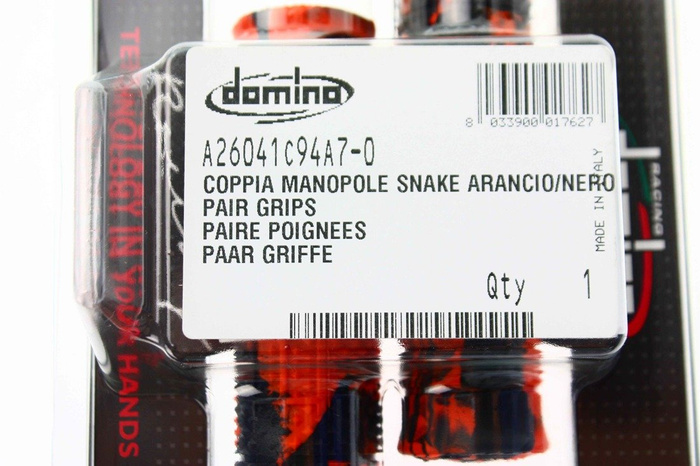 domino
8 033900 017627
A26041C94A7-0
COPPIA MANOPOLE SNAKE ARANCIO/NERO
PAIR GRIPS
PAIRE POIGNEES
PAAR GRIFFE
Qty 1
MADE IN ITALY
TECHNOLOGY IN YOUR HANDS
RACING